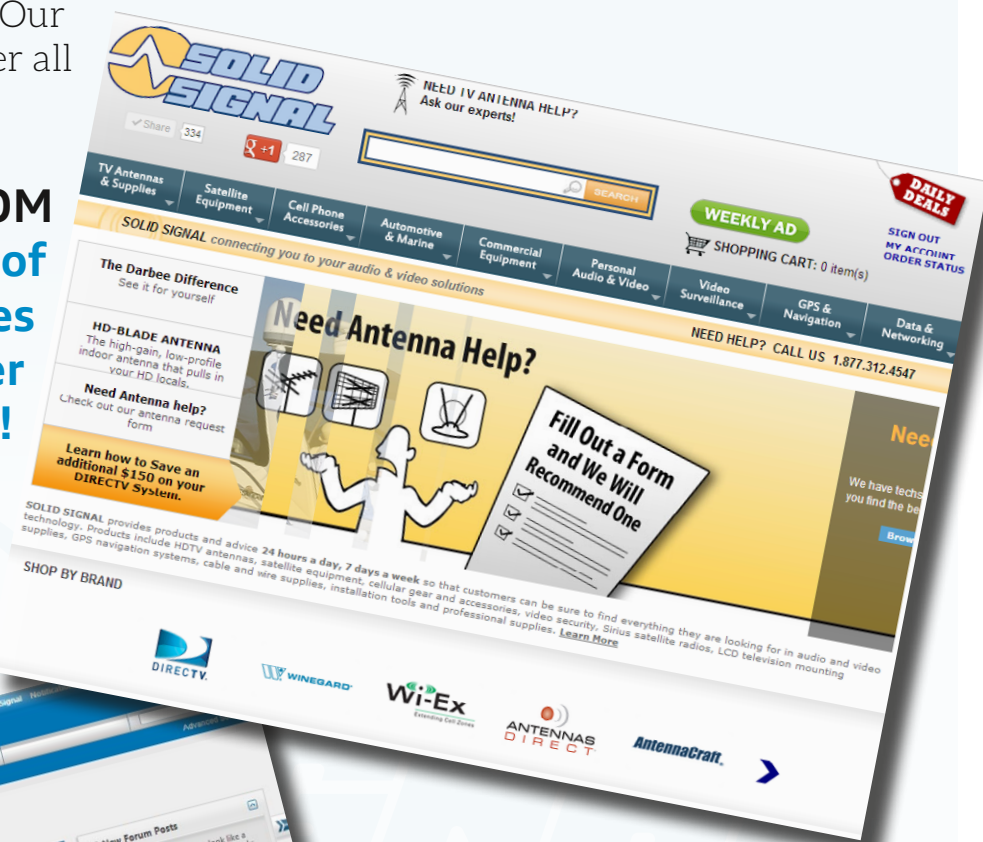 Our
er all
OM
of
es
er
!
SOLID
SIGNAL
NEED TV ANTENNA HELP?
Ask our experts!
Share 334
+1 287
SEARCH
DAILY
DEALS
WEEKLY AD
SHOPPING CART: 0 item(s)
SIGN OUT
MY ACCOUNT
ORDER STATUS
TV Antennas
& Supplies
Satellite
Equipment
Cell Phone
Accessories
Automotive
& Marine
Commercial
Equipment
Personal
Audio & Video
Video
Surveillance
GPS &
Navigation
Data &
Networking
SOLID SIGNAL connecting you to your audio & video solutions
NEED HELP? CALL US 1.877.312.4547
The Darbee Difference
See it for yourself
HD-BLADE ANTENNA
The high-gain, low-profile
indoor antenna that pulls in
your HD locals.
Need Antenna help?
Check out our antenna request
form
Learn how to Save an
additional $150 on your
DIRECTV System.
Need Antenna Help?
Fill Out a Form
and We Will
Recommend One
Nee
We have techs
you find the be
Brow
SOLID SIGNAL provides products and advice 24 hours a day, 7 days a week so that customers can be sure to find everything they are looking for in audio and video
technology. Products include HDTV antennas, satellite equipment, cellular gear and accessories, video security, Sirius satellite radios, LCD television mounting
supplies, GPS navigation systems, cable and wire supplies, installation tools and professional supplies. Learn More
SHOP BY BRAND
DIRECTV.
W WINEGARD
Wi-Ex
Extending Cell Zones
ANTENNAS
DIRECT
AntennaCraft
Signal
Advanced
New Forum Posts
look like a